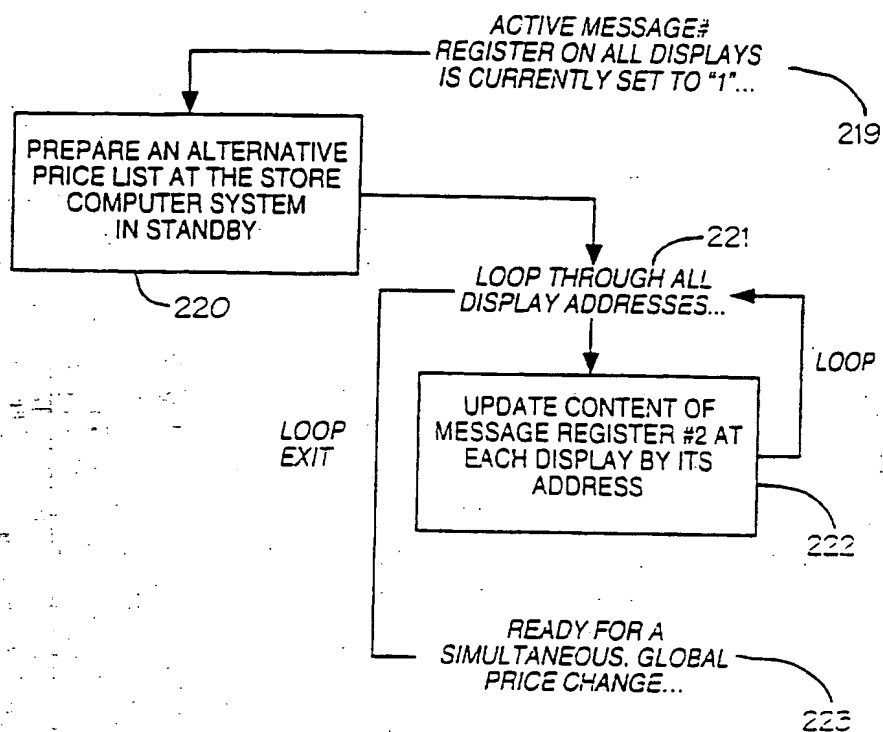 ACTIVE MESSAGE#
REGISTER ON ALL DISPLAYS
IS CURRENTLY SET TO "1"...
219
PREPARE AN ALTERNATIVE
PRICE LIST AT THE STORE
COMPUTER SYSTEM
IN STANDBY
220
221
LOOP THROUGH ALL
DISPLAY ADDRESSES...
LOOP
UPDATE CONTENT OF
MESSAGE REGISTER #2 AT
EACH DISPLAY BY ITS
ADDRESS
LOOP
EXIT
222
READY FOR A
SIMULTANEOUS, GLOBAL
PRICE CHANGE...
223